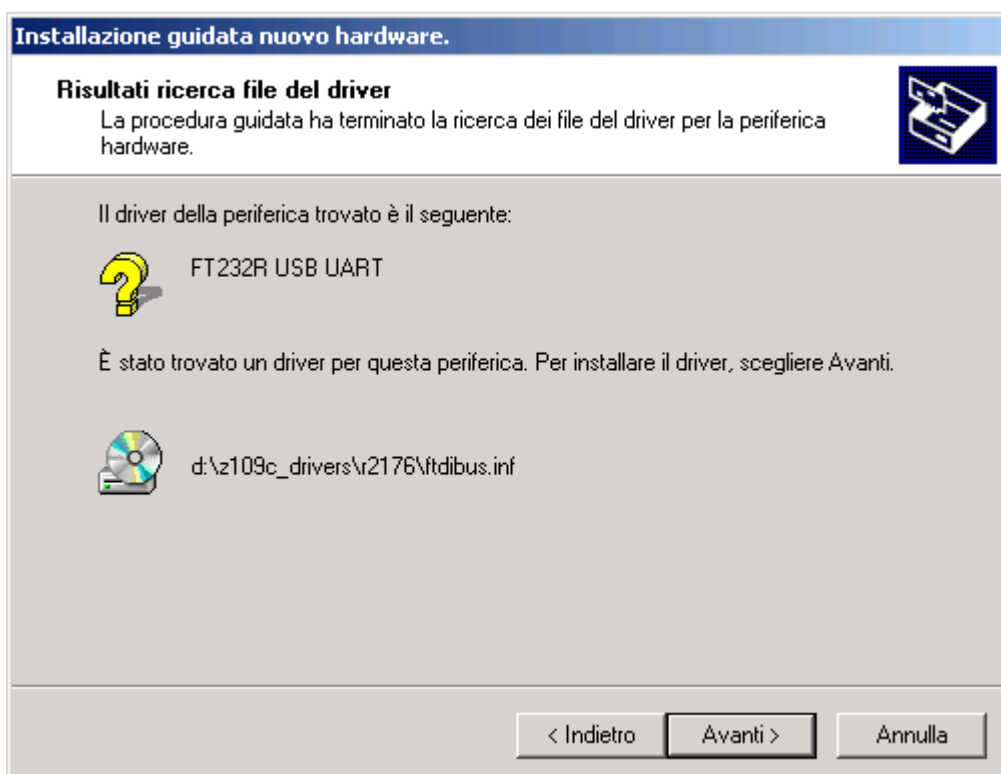 Installazione guidata nuovo hardware.
Risultati ricerca file del driver
La procedura guidata ha terminato la ricerca dei file del driver per la periferica
hardware.
Il driver della periferica trovato è il seguente:
FT232R USB UART
È stato trovato un driver per questa periferica. Per installare il driver, scegliere Avanti.
d:\z109c_drivers\r2176\ftdibus.inf
< Indietro
Avanti >
Annulla